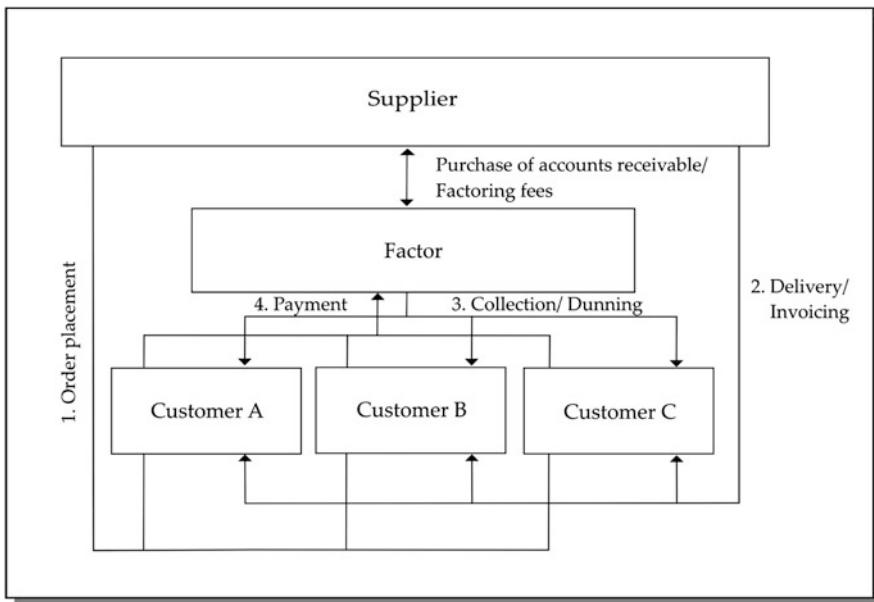 Supplier
Purchase of accounts receivable/
Factoring fees
Factor
1. Order placement
4. Payment
3. Collection/ Dunning
2. Delivery/
Invoicing
Customer A
Customer B
Customer C